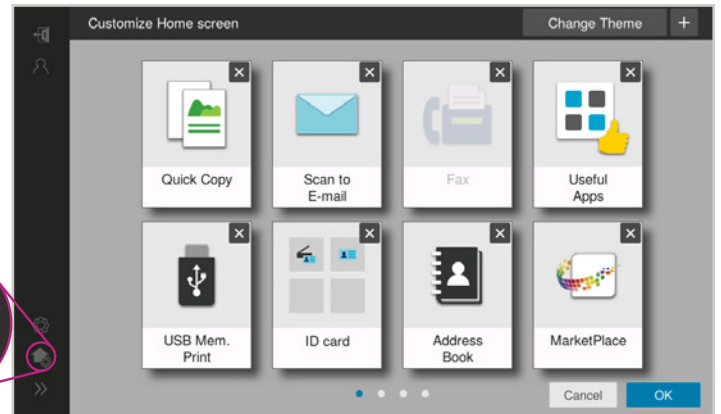 Customize Home screen
Change Theme +
Quick Copy
Scan to
E-mail
Fax
Useful
Apps
USB Mem.
Print
ID card
Address
Book
MarketPlace
Cancel
OK